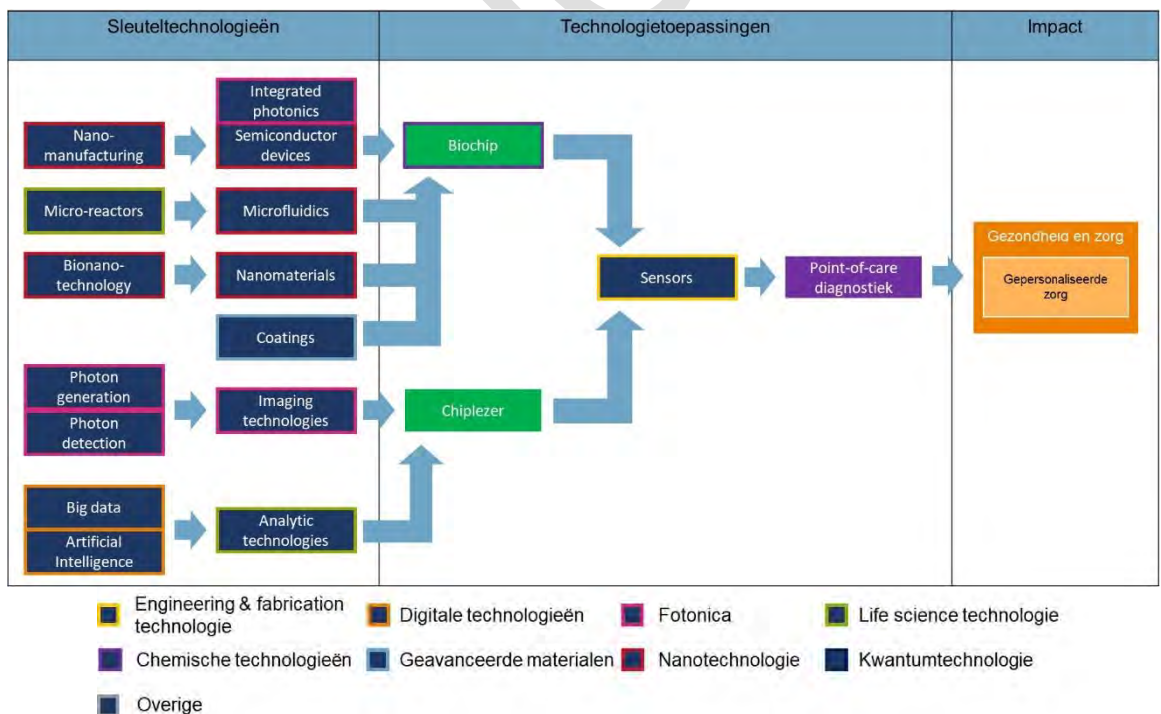 Sleuteltechnologieën
Technologietoepassingen
Impact
Integrated
photonics
Nano-
manufacturing
Semiconductor
devices
Biochip
Micro-reactors
Microfluidics
Bionano-
technology
Nanomaterials
Coatings
Sensors
Point-of-care
diagnostiek
Gezondheid en zorg
Gepersonaliseerde
zorg
Photon
generation
Photon
detection
Imaging
technologies
Chiplezer
Big data
Artificial
Intelligence
Analytic
technologies
Engineering & fabrication
technologie
Digitale technologieën
Fotonica
Life science technologie
Chemische technologieën
Geavanceerde materialen
Nanotechnologie
Kwantumtechnologie
Overige